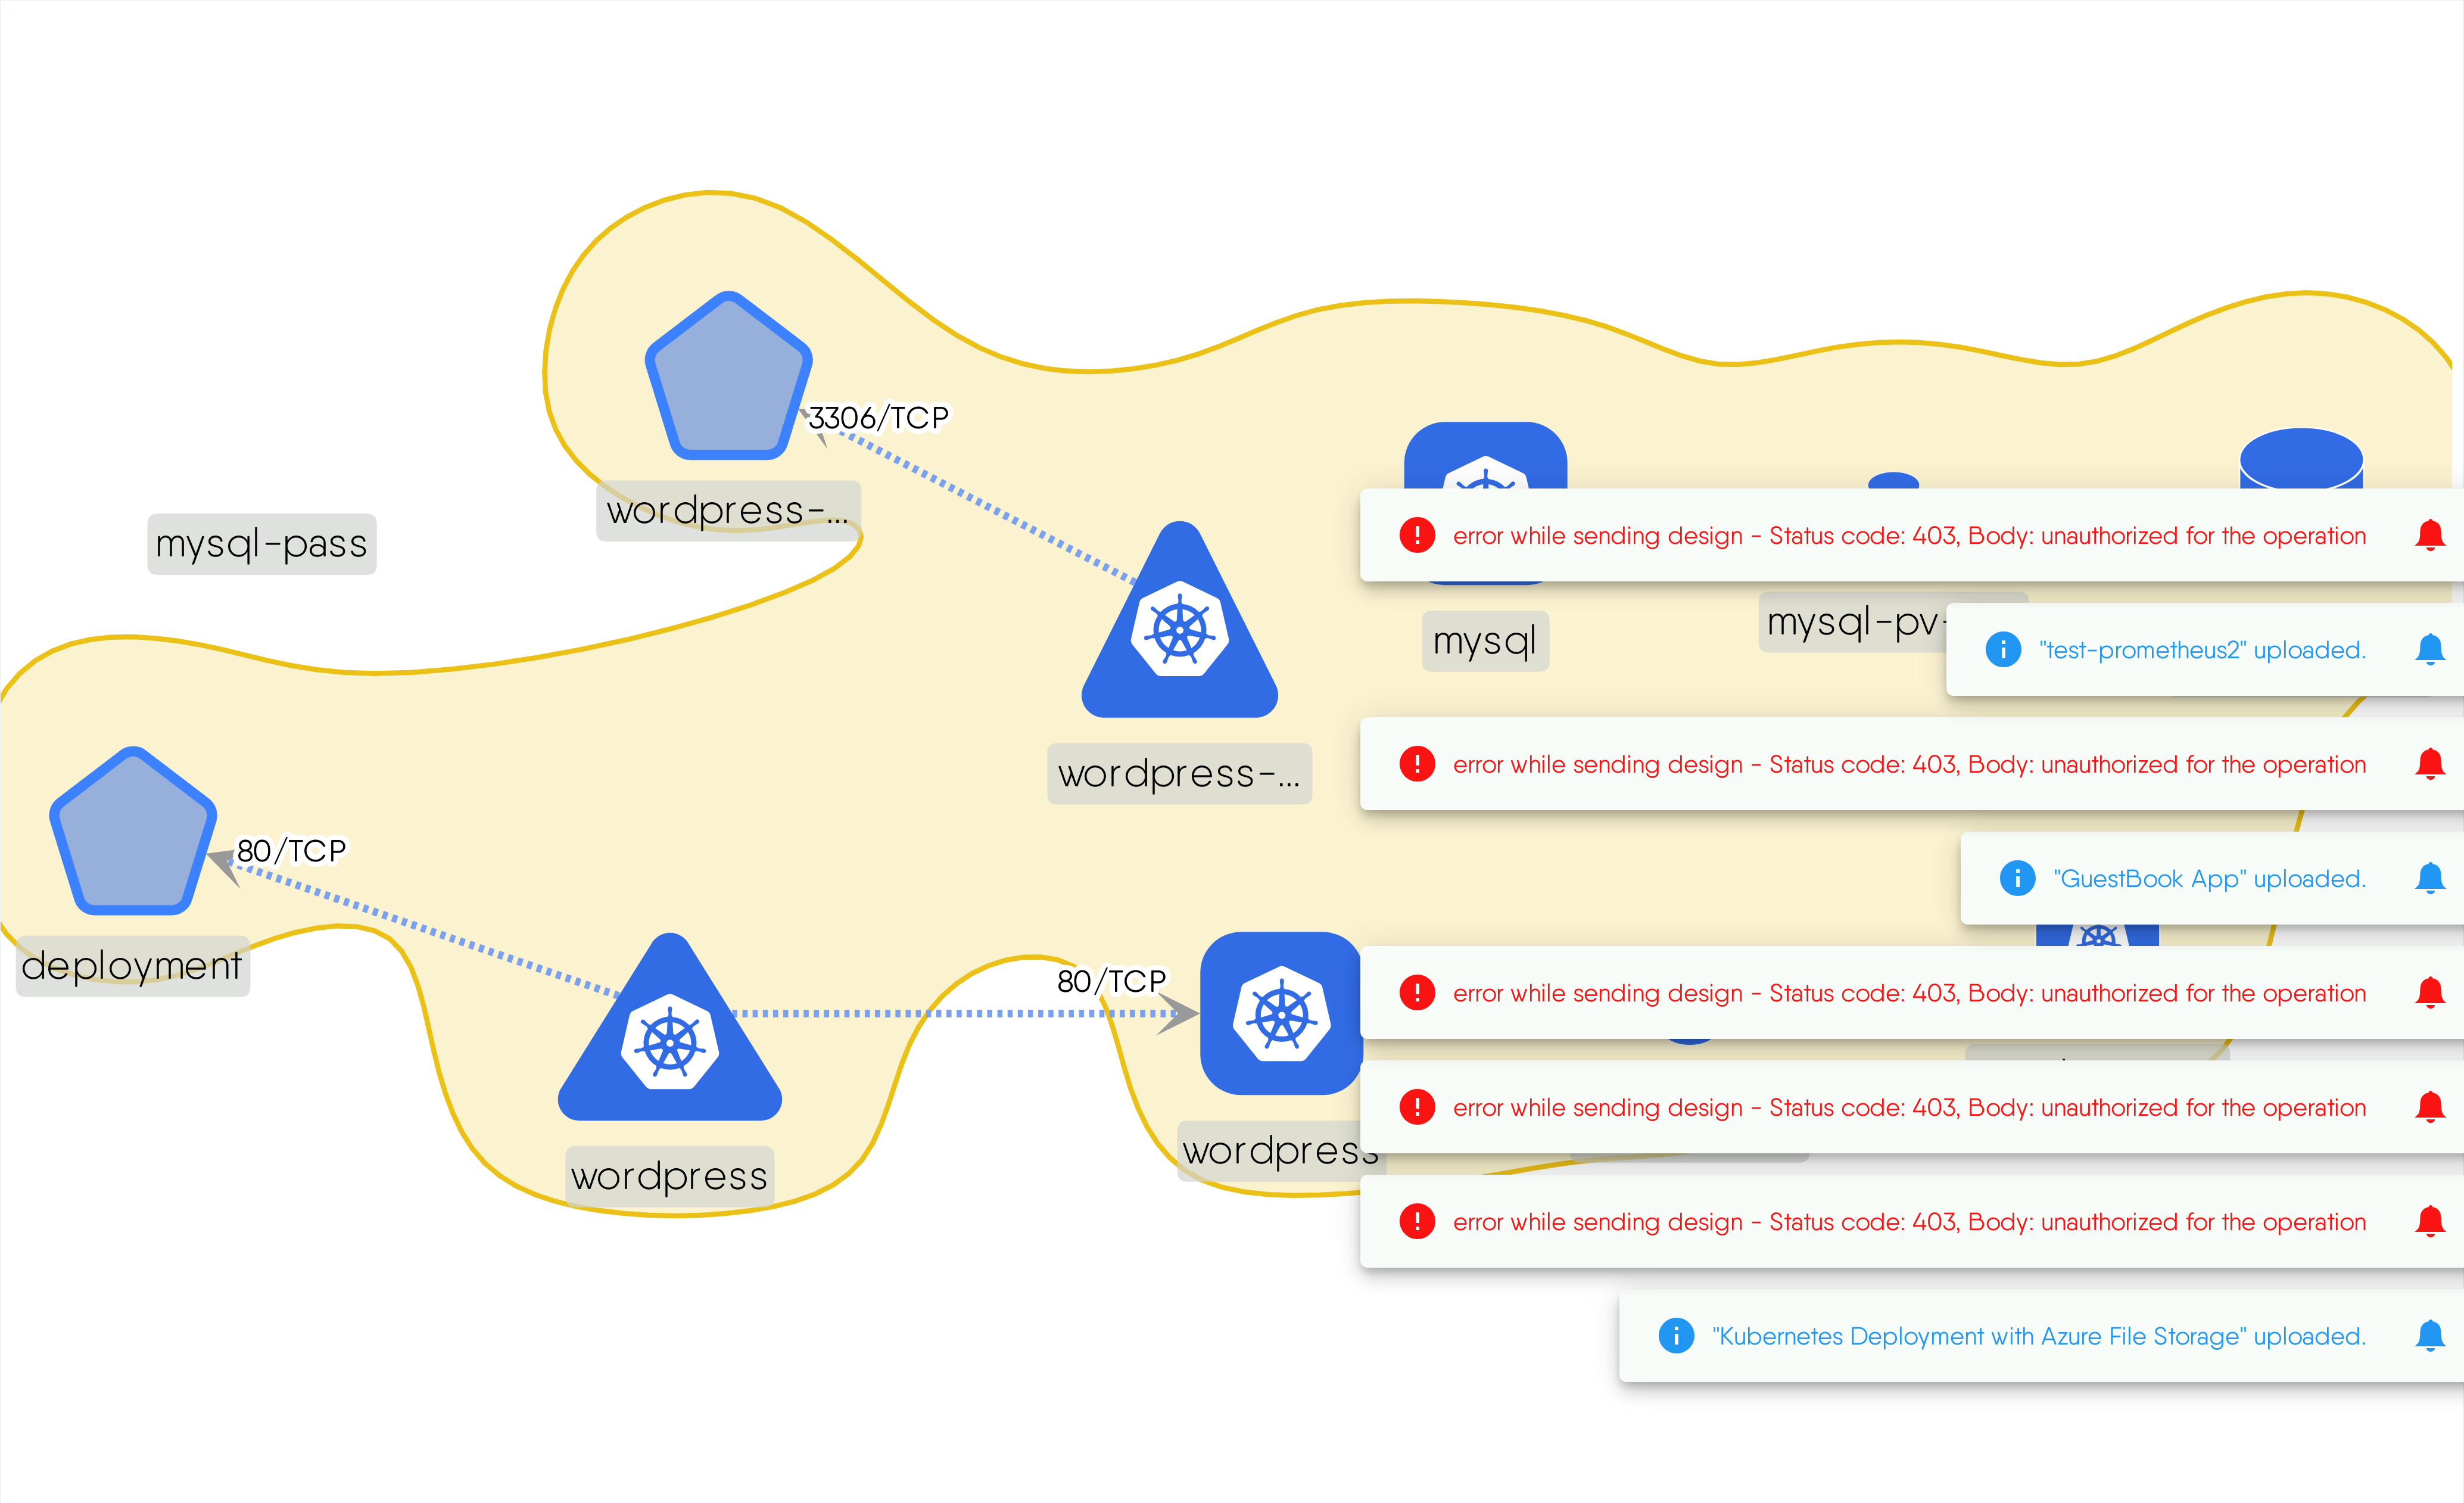 3306/TCP
wordpress-...
mysql-pass
error while sending design - Status code: 403, Body: unauthorized for the operation
mysql
mysql-pv-
"test-prometheus2" uploaded.
wordpress-...
error while sending design - Status code: 403, Body: unauthorized for the operation
80/TCP
"GuestBook App" uploaded.
deployment
80/TCP
error while sending design - Status code: 403, Body: unauthorized for the operation
error while sending design - Status code: 403, Body: unauthorized for the operation
wordpress
wordpress
error while sending design - Status code: 403, Body: unauthorized for the operation
"Kubernetes Deployment with Azure File Storage" uploaded.